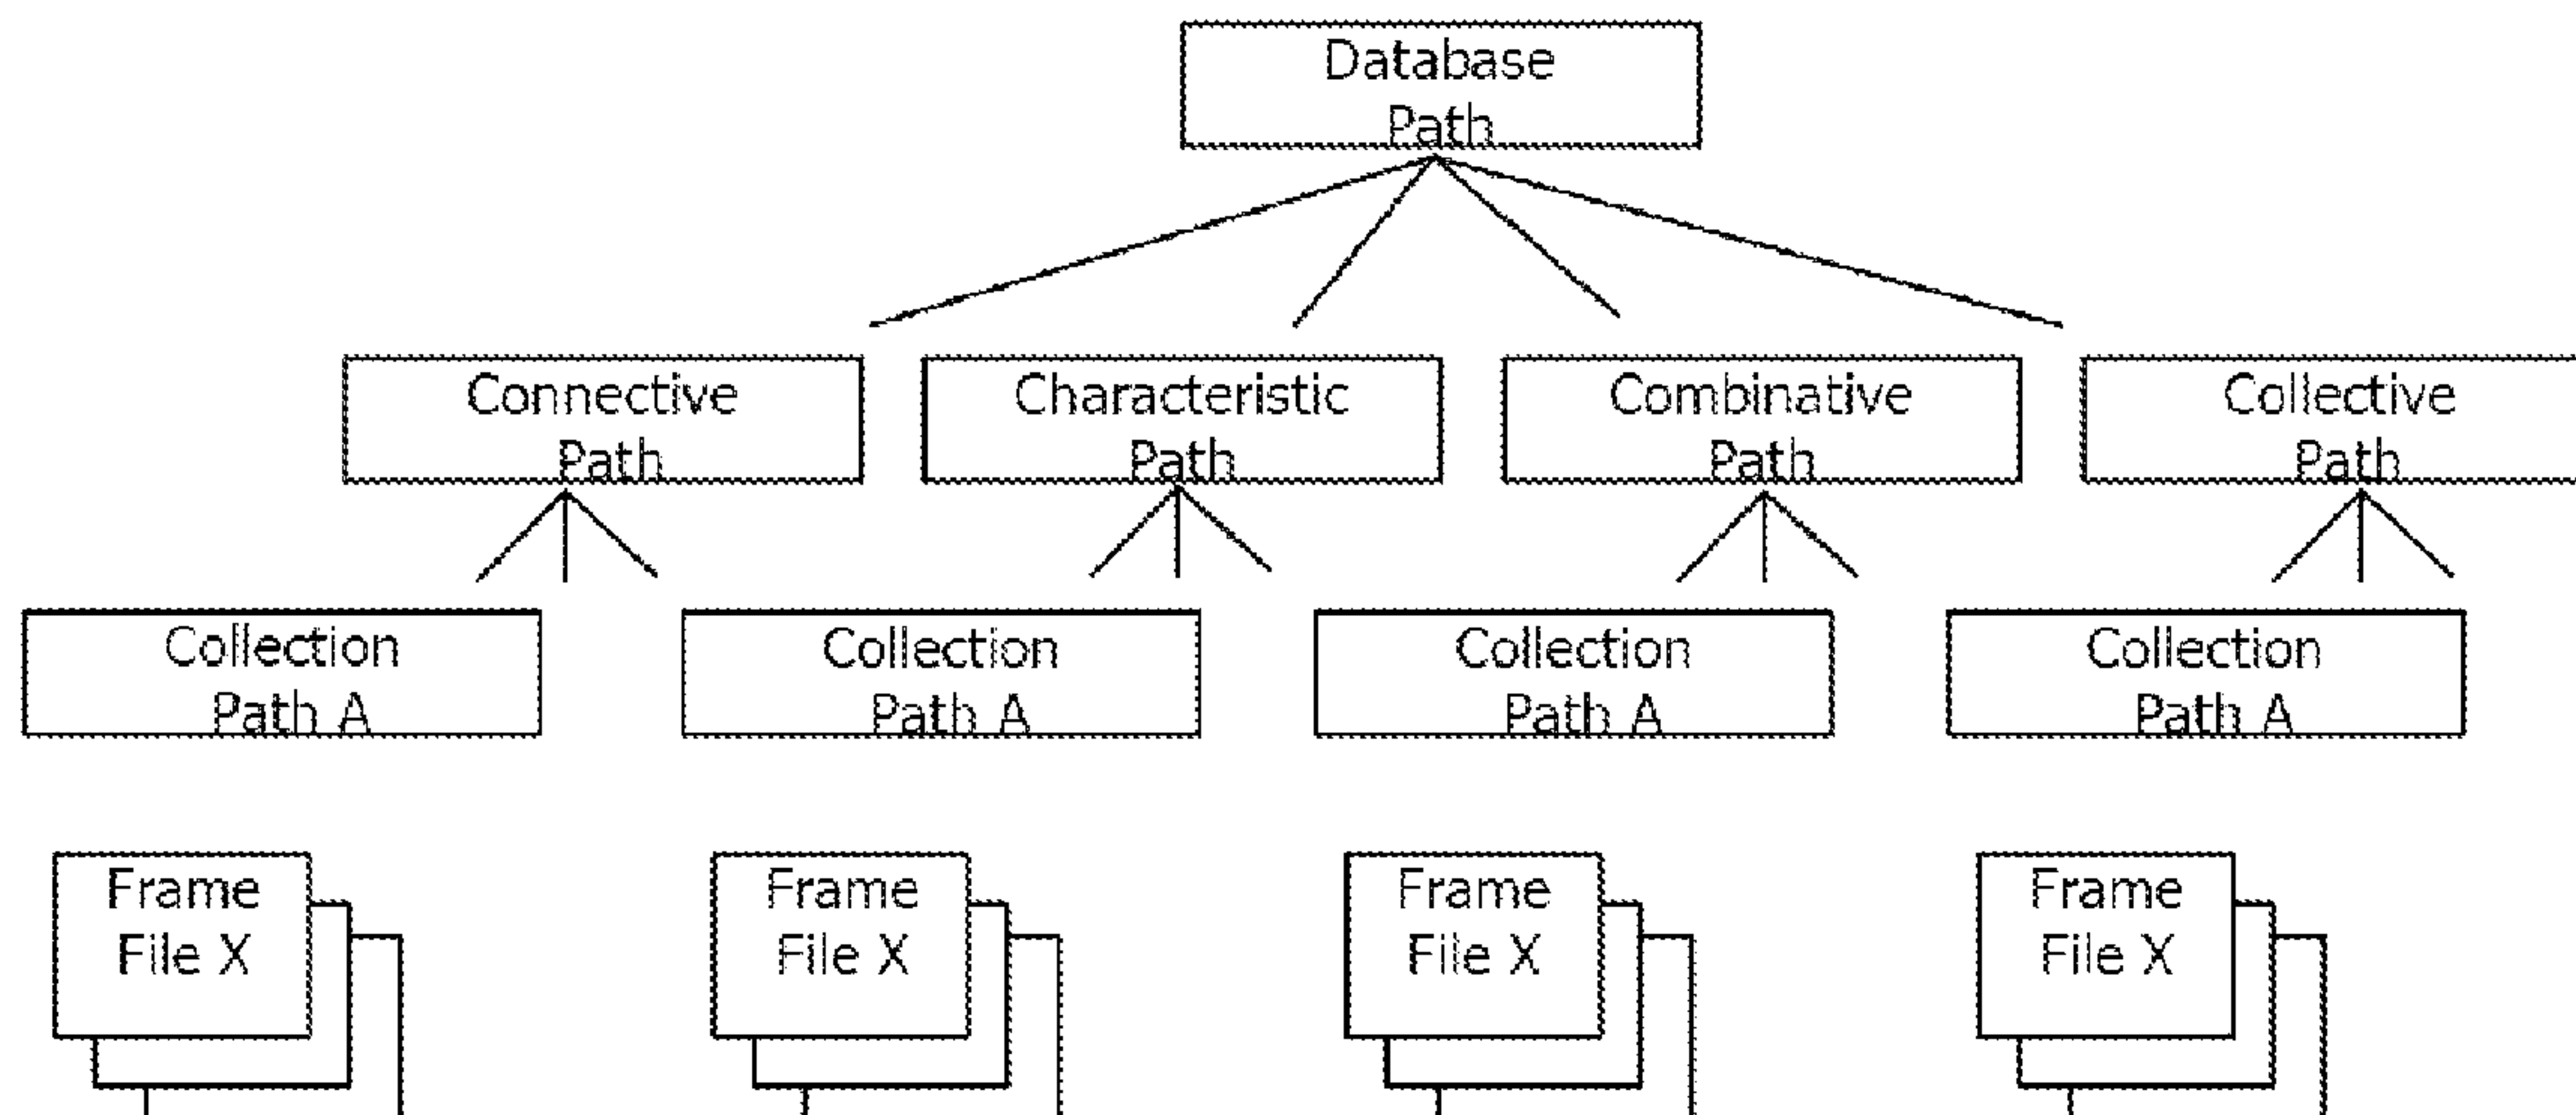 Database
Path
Connective
Path
Characteristic
Path
Combinative
Path
Collective
Path
Collection
Path A
Collection
Path A
Collection
Path A
Collection
Path A
Frame
File X
Frame
File X
Frame
File X
Frame
File X